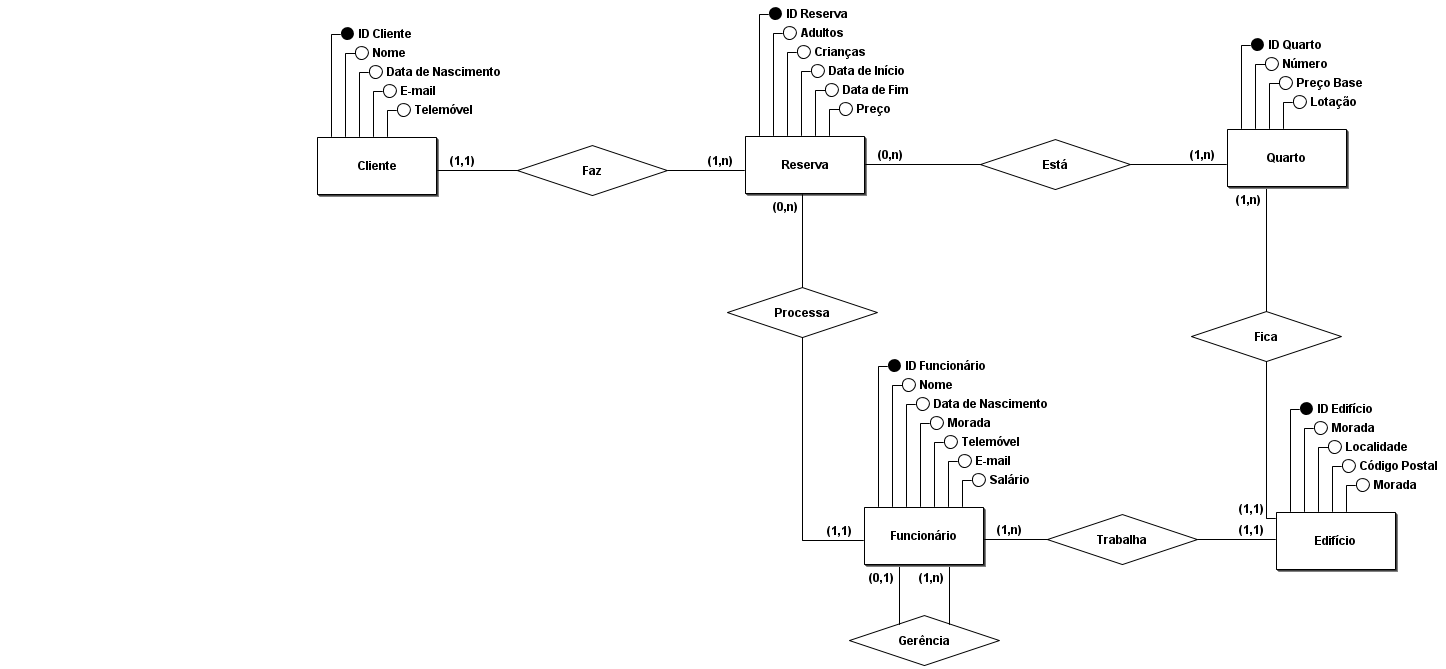 ID Cliente
Nome
Data de Nascimento
E-mail
Telemóvel
Cliente
(1,1)
Faz
(1,n)
ID Reserva
Adultos
Crianças
Data de Início
Data de Fim
Preço
Reserva
(0,n)
Está
(1,n)
ID Quarto
Número
Preço Base
Lotação
Quarto
(0,n)
Processa
(1,1)
(1,n)
Fica
(1,1)
ID Funcionário
Nome
Data de Nascimento
Morada
Telemóvel
E-mail
Salário
Funcionário
(1,n)
Trabalha
(1,1)
ID Edifício
Morada
Localidade
Código Postal
Morada
Edifício
(0,1)
(1,n)
Gerência